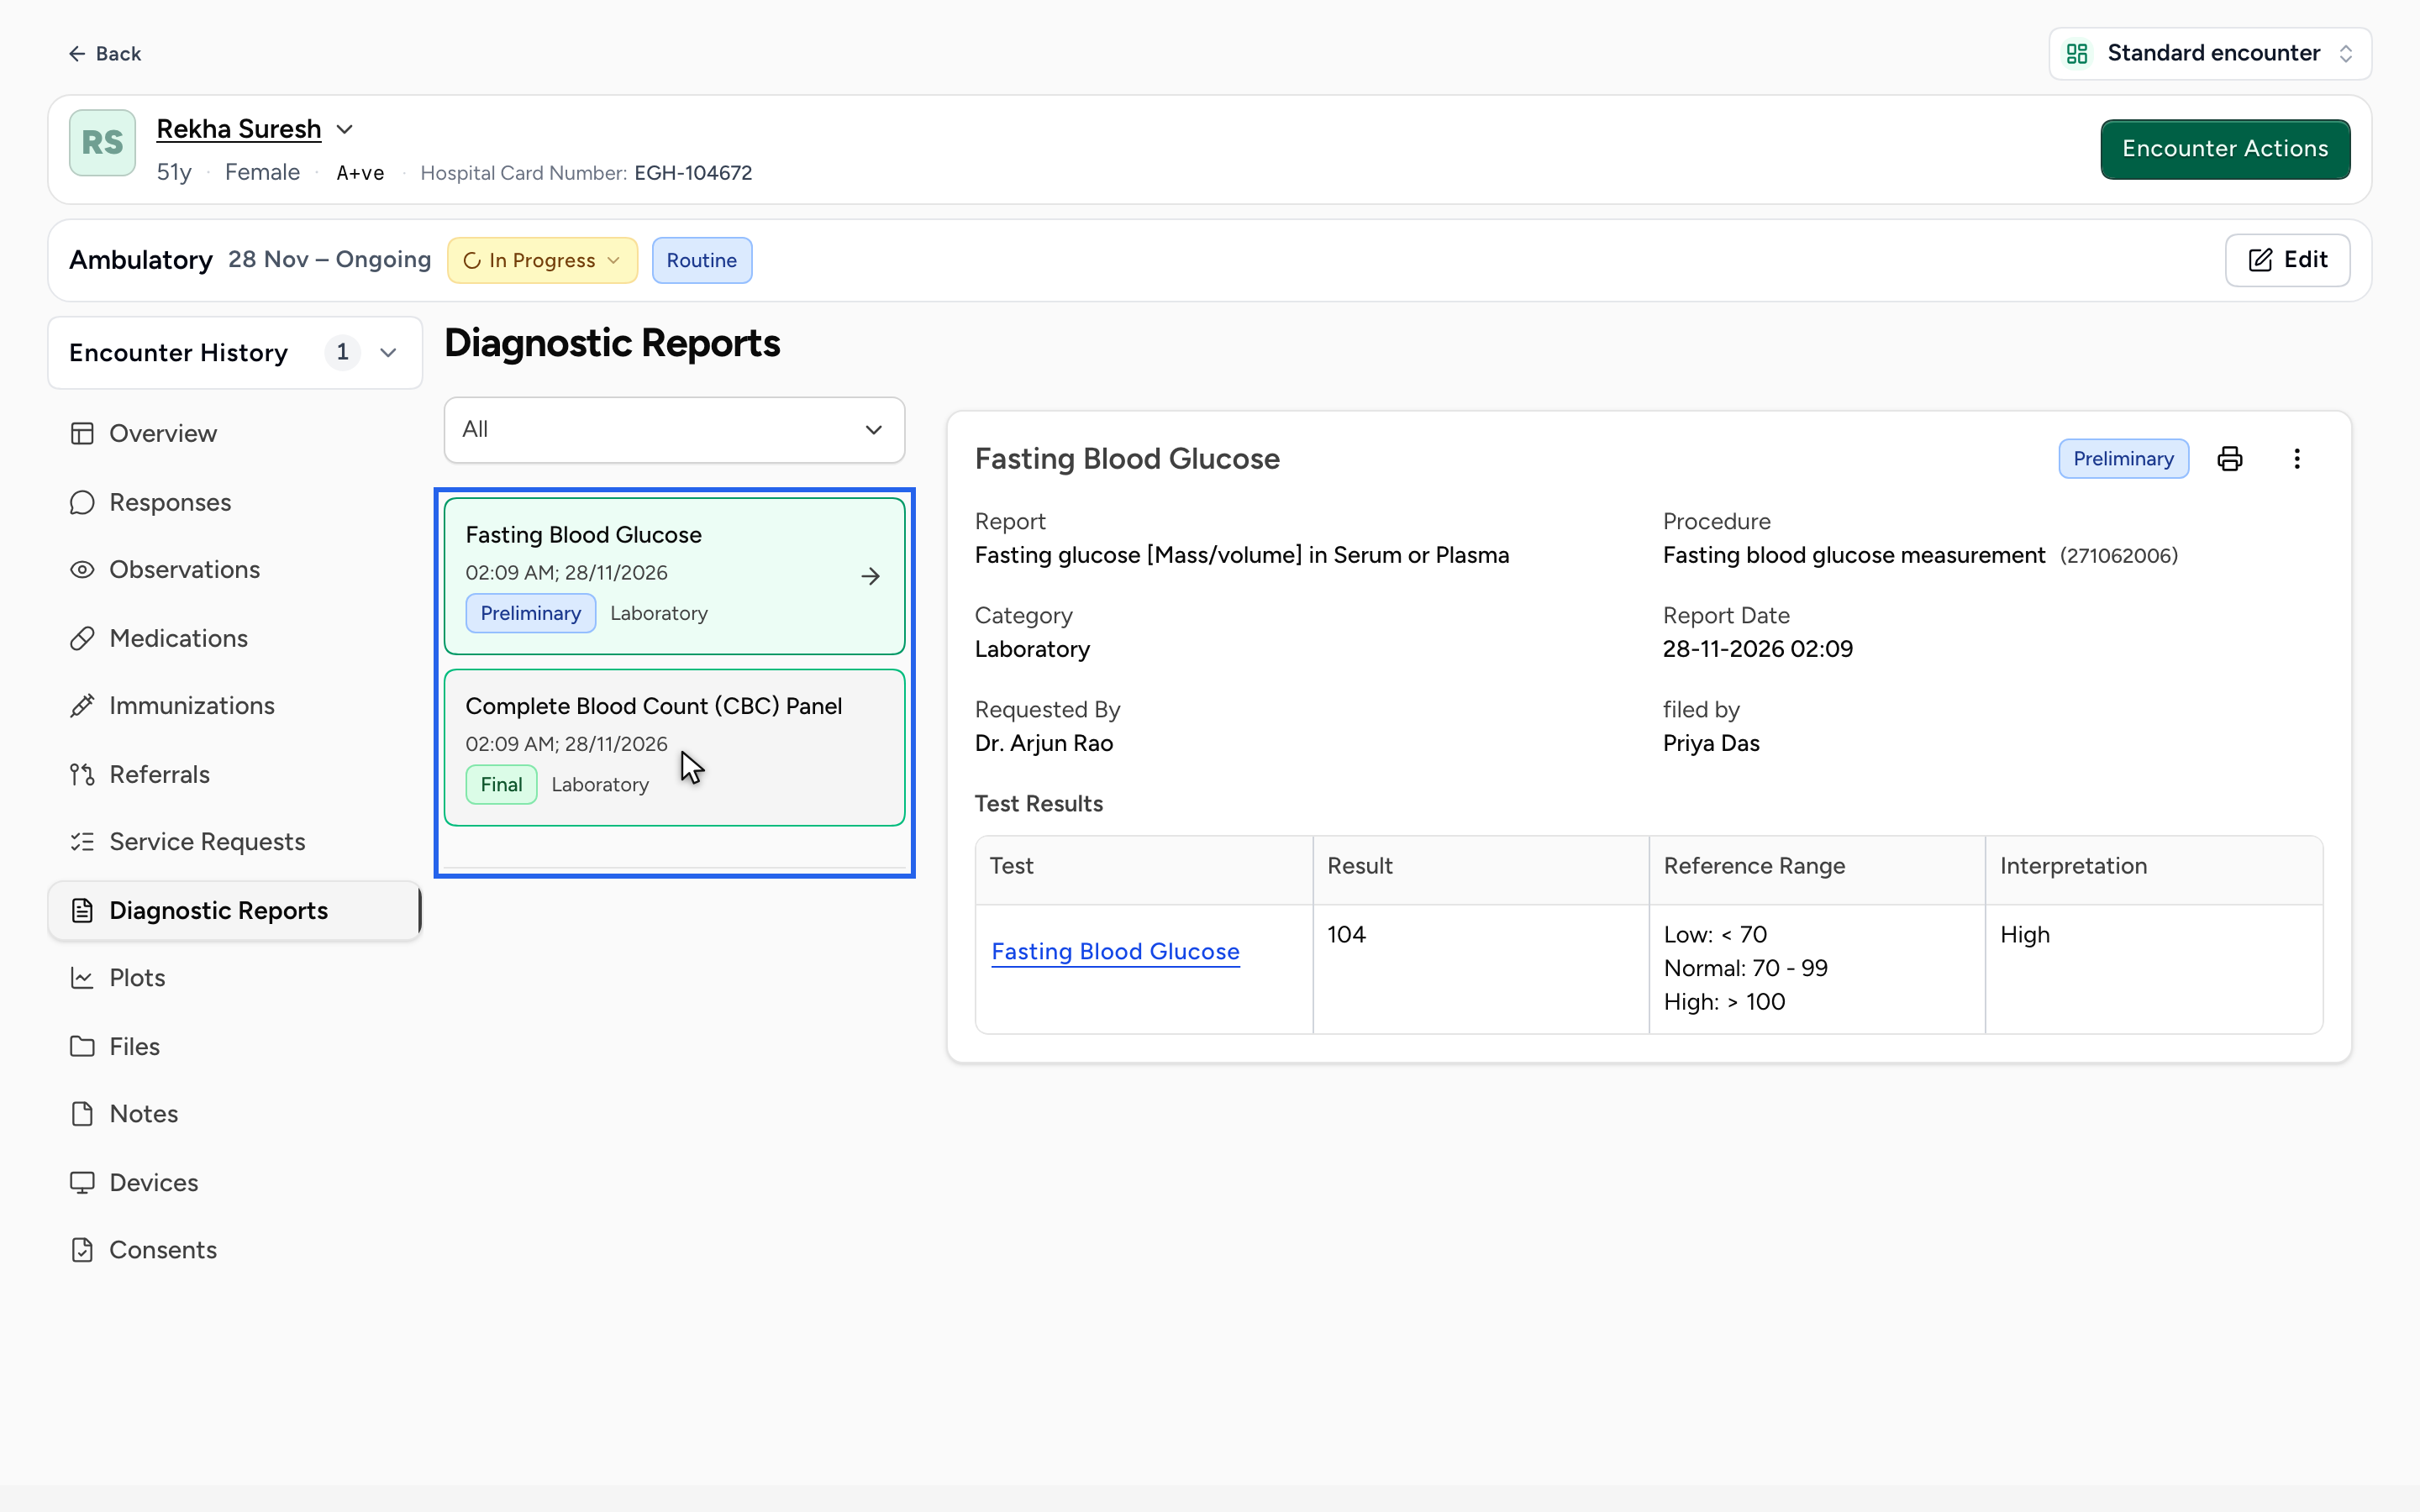 Back
Standard encounter
RS
Rekha Suresh
51y · Female · A+ve · Hospital Card Number: EGH-104672
Encounter Actions
Ambulatory 28 Nov – Ongoing In Progress Routine
Edit
Encounter History 1
Overview
Responses
Observations
Medications
Immunizations
Referrals
Service Requests
Diagnostic Reports
Plots
Files
Notes
Devices
Consents
Diagnostic Reports
All
Fasting Blood Glucose
02:09 AM; 28/11/2026
Preliminary Laboratory
Complete Blood Count (CBC) Panel
02:09 AM; 28/11/2026
Final Laboratory
Fasting Blood Glucose
Preliminary
Report
Fasting glucose [Mass/volume] in Serum or Plasma
Procedure
Fasting blood glucose measurement (271062006)
Category
Laboratory
Report Date
28-11-2026 02:09
Requested By
Dr. Arjun Rao
filed by
Priya Das
Test Results
Test Result Reference Range Interpretation
Fasting Blood Glucose
104
Low: < 70
Normal: 70 - 99
High: > 100
High